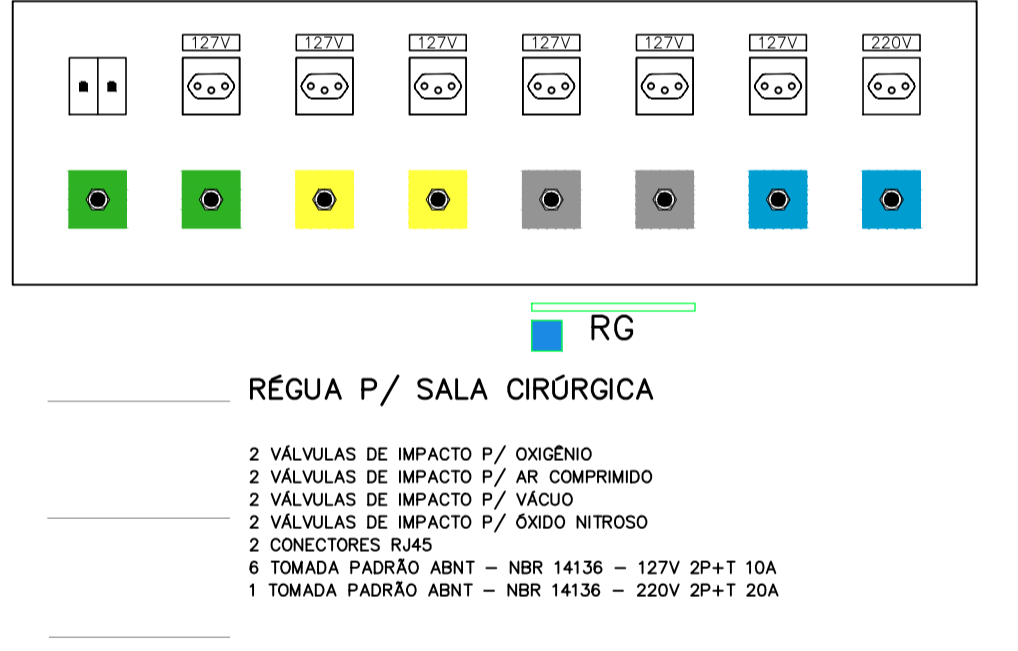 127V 127V 127V 127V 127V 127V 220V
RG
RÉGUA P/ SALA CIRÚRGICA
2 VÁLVULAS DE IMPACTO P/ OXIGÊNIO
2 VÁLVULAS DE IMPACTO P/ AR COMPRIMIDO
2 VÁLVULAS DE IMPACTO P/ VÁCUO
2 VÁLVULAS DE IMPACTO P/ ÓXIDO NITROSO
2 CONECTORES RJ45
6 TOMADA PADRÃO ABNT – NBR 14136 – 127V 2P+T 10A
1 TOMADA PADRÃO ABNT – NBR 14136 – 220V 2P+T 20A